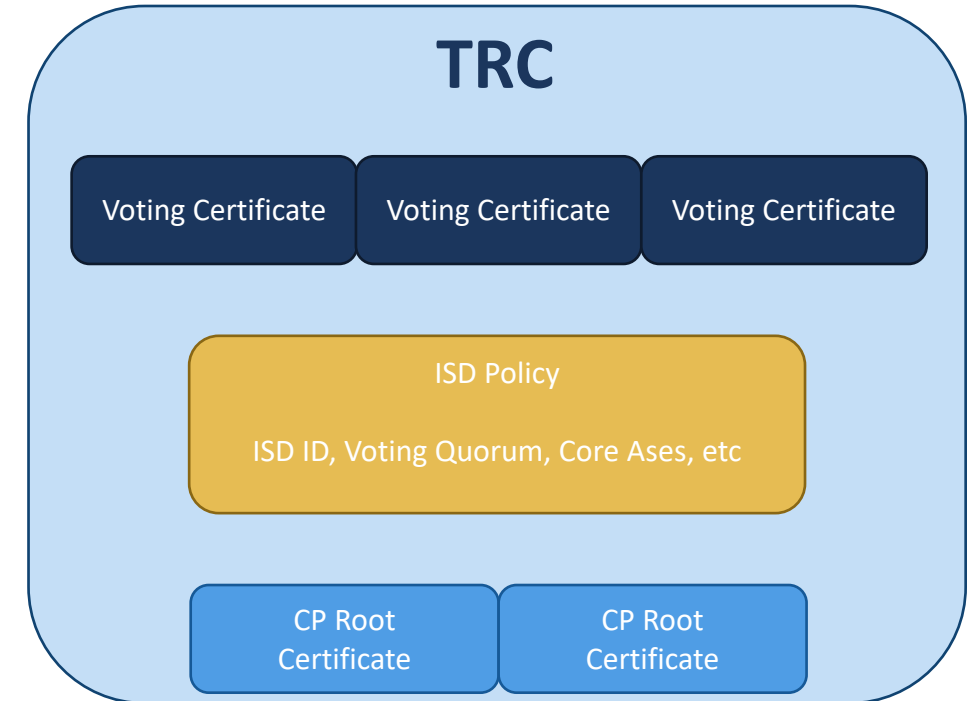 TRC
Voting Certificate
Voting Certificate
Voting Certificate
ISD Policy
ISD ID, Voting Quorum, Core Ases, etc
CP Root
Certificate
CP Root
Certificate